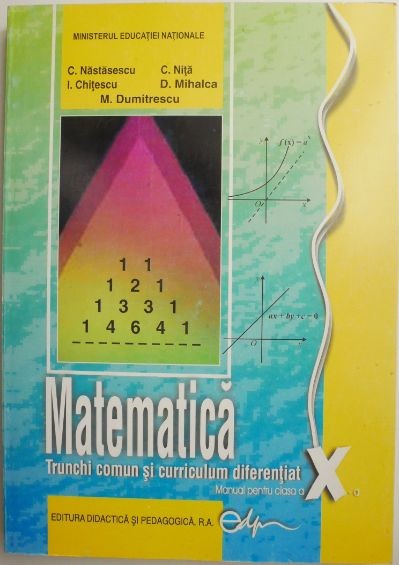 MINISTERUL EDUCAȚIEI NAȚIONALE
C. Năstăsescu C. Niță
I. Chițescu D. Mihalca
M. Dumitrescu
y
f(x)=a^x
O
x
1 1
1 2 1
1 3 3 1
1 4 6 4 1
y
ax+by+c=0
O
x
Matematică
Trunchi comun și curriculum diferențiat
Manual pentru clasa a X-a
EDITURA DIDACTICĂ ȘI PEDAGOGICĂ, R.A. edp